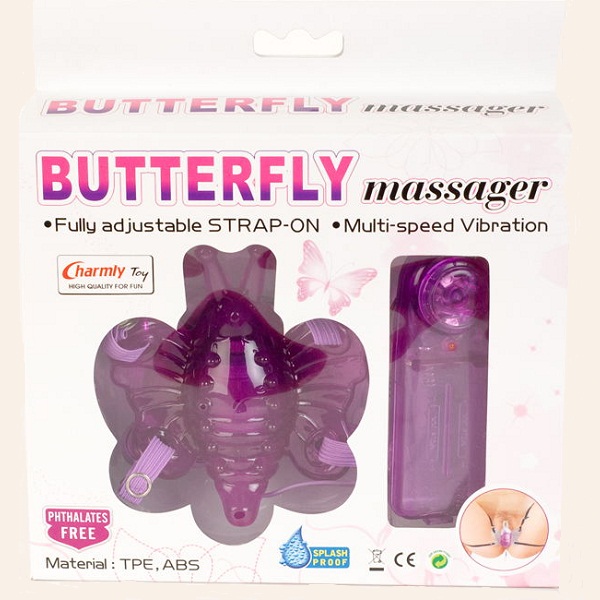 BUTTERFLY massager
BUTTERFLY massager
•Fully adjustable STRAP-ON •Multi-speed Vibration
Charmly Toy
HIGH QUALITY FOR FUN
PHTHALATES
FREE
SPLASH
PROOF
CE
Material : TPE, ABS